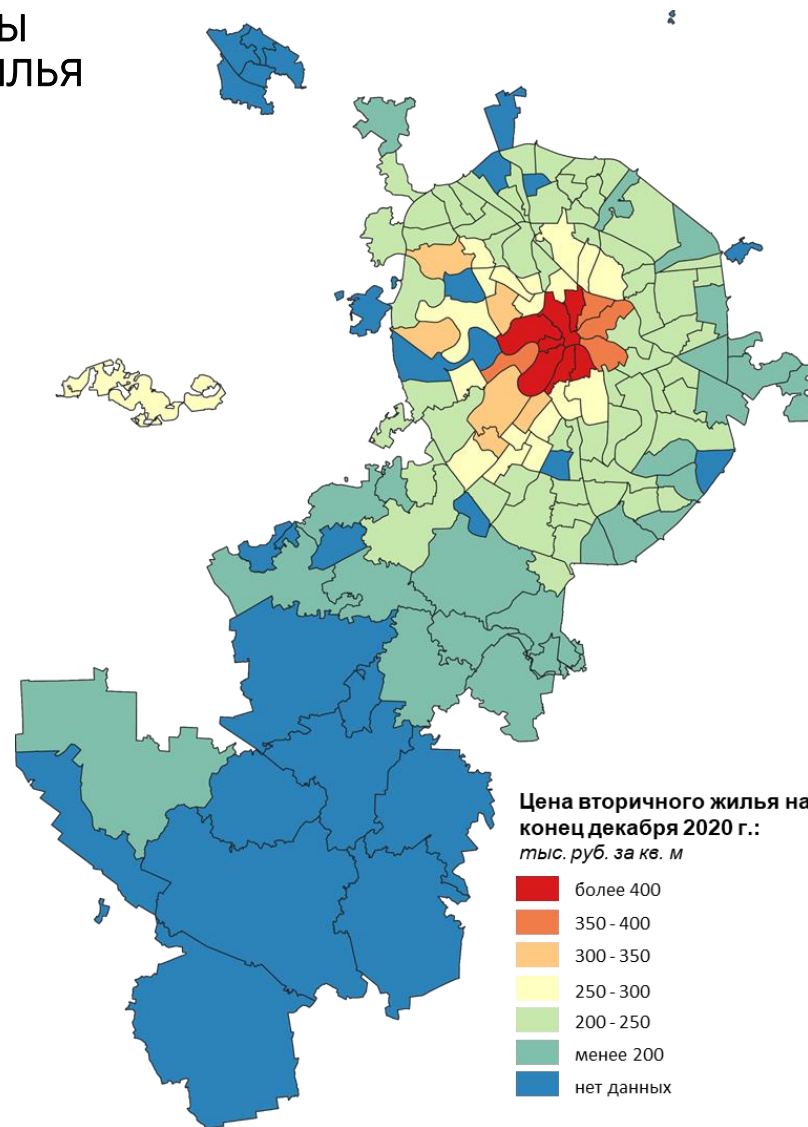 ы
лья
Цена вторичного жилья на
конец декабря 2020 г.:
тыс. руб. за кв. м
более 400
350 - 400
300 - 350
250 - 300
200 - 250
менее 200
нет данных